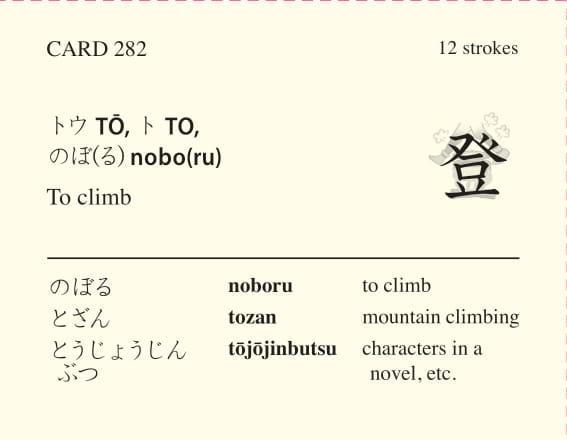 CARD 282
12 strokes
トウ TŌ, ト TO,
のぼ(る) nobo(ru)
To climb
登
のぼる noboru to climb
とざん tozan mountain climbing
とうじょうじん tōjōjinbutsu characters in a
ぶつ novel, etc.